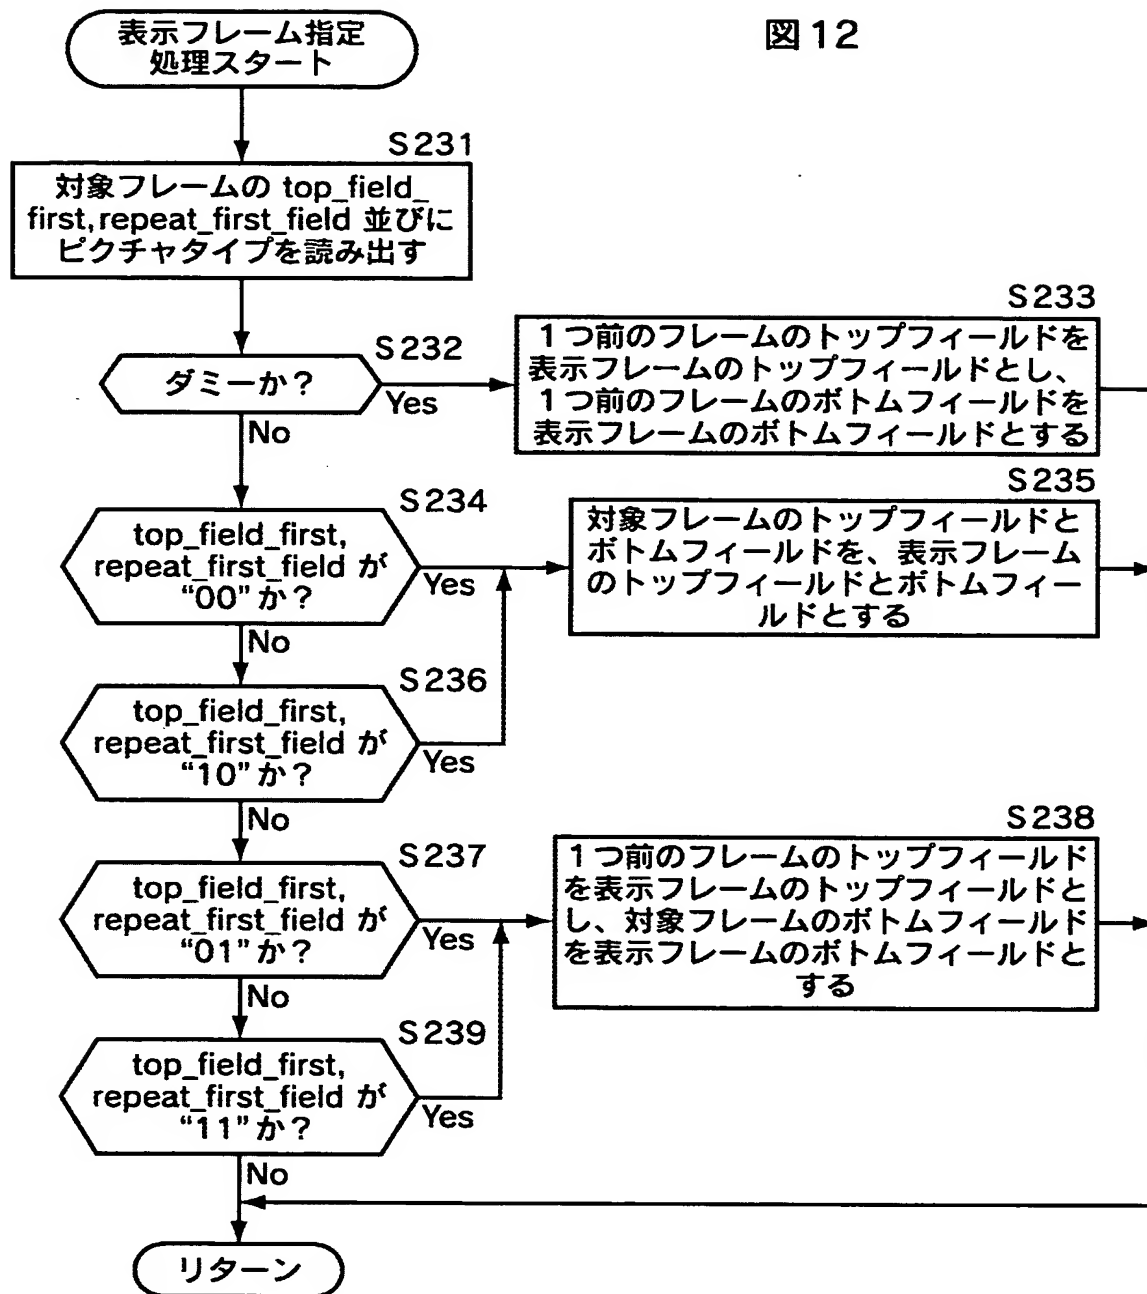 図12
表示フレーム指定
処理スタート
S231
対象フレームの top_field_
first,repeat_first_field 並びに
ピクチャタイプを読み出す
S232
ダミーか?
Yes
No
S233
1つ前のフレームのトップフィールドを
表示フレームのトップフィールドとし、
1つ前のフレームのボトムフィールドを
表示フレームのボトムフィールドとする
S234
top_field_first,
repeat_first_field が
“00”か?
Yes
No
S235
対象フレームのトップフィールドと
ボトムフィールドを、表示フレーム
のトップフィールドとボトムフィー
ルドとする
S236
top_field_first,
repeat_first_field が
“10”か?
Yes
No
S237
top_field_first,
repeat_first_field が
“01”か?
Yes
No
S238
1つ前のフレームのトップフィールド
を表示フレームのトップフィールドと
し、対象フレームのボトムフィールド
を表示フレームのボトムフィールドと
する
S239
top_field_first,
repeat_first_field が
“11”か?
Yes
No
リターン